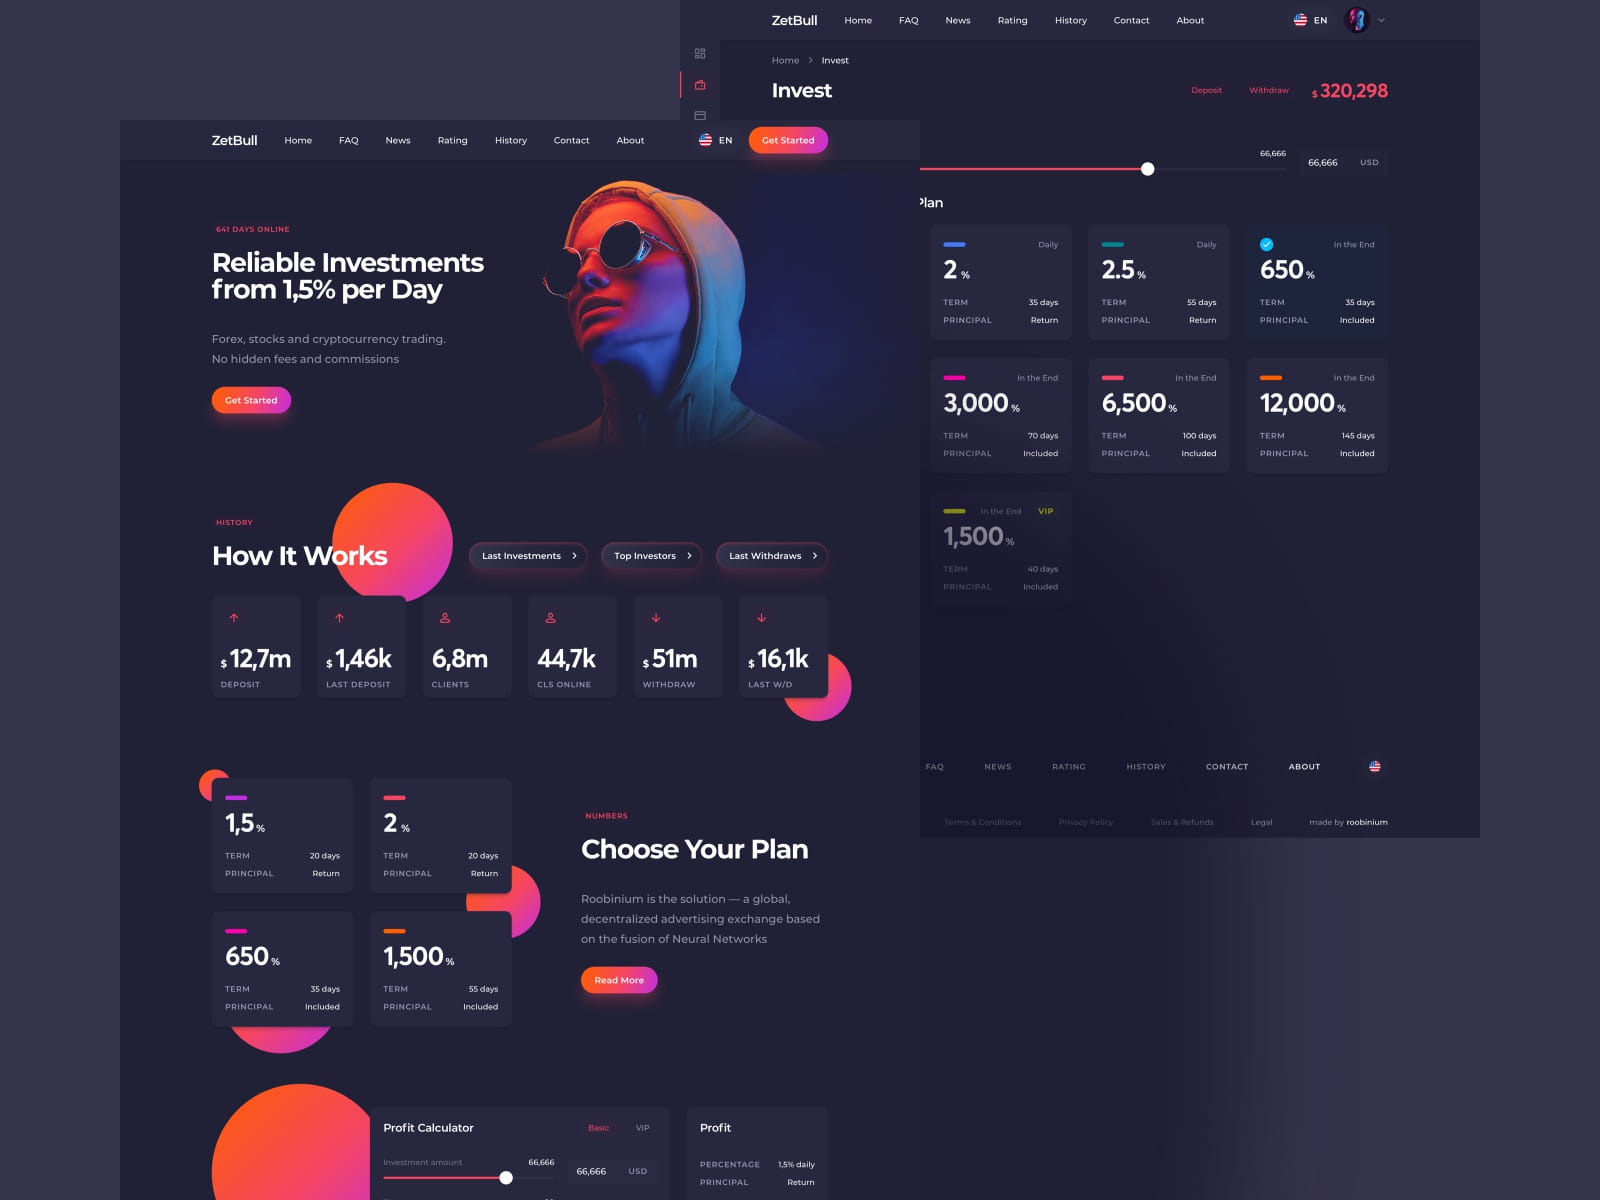 ZetBull Home FAQ News Rating History Contact About EN
Home > Invest
Invest
Deposit Withdraw $ 320,298
66,666
66,666 USD
Plan
Daily
2 %
TERM 35 days
PRINCIPAL Return
Daily
2.5 %
TERM 55 days
PRINCIPAL Return
In the End
650 %
TERM 35 days
PRINCIPAL Included
In the End
3,000 %
TERM 70 days
PRINCIPAL Included
In the End
6,500 %
TERM 100 days
PRINCIPAL Included
In the End
12,000 %
TERM 145 days
PRINCIPAL Included
In the End VIP
1,500 %
TERM 40 days
PRINCIPAL Included
FAQ NEWS RATING HISTORY CONTACT ABOUT
Terms & Conditions Privacy Policy Sales & Refunds Legal made by roobinium
ZetBull Home FAQ News Rating History Contact About EN Get Started
641 DAYS ONLINE
Reliable Investments
from 1,5% per Day
Forex, stocks and cryptocurrency trading.
No hidden fees and commissions
Get Started
HISTORY
How It Works
Last Investments > Top Investors > Last Withdraws >
$ 12,7m
DEPOSIT
$ 1,46k
LAST DEPOSIT
6,8m
CLIENTS
44,7k
CLS ONLINE
$ 51m
WITHDRAW
$ 16,1k
LAST W/D
1,5 %
TERM 20 days
PRINCIPAL Return
2 %
TERM 20 days
PRINCIPAL Return
650 %
TERM 35 days
PRINCIPAL Included
1,500 %
TERM 55 days
PRINCIPAL Included
NUMBERS
Choose Your Plan
Roobinium is the solution — a global,
decentralized advertising exchange based
on the fusion of Neural Networks
Read More
Profit Calculator Basic VIP
Investment amount 66,666
66,666 USD
Profit
PERCENTAGE 1,5% daily
PRINCIPAL Return